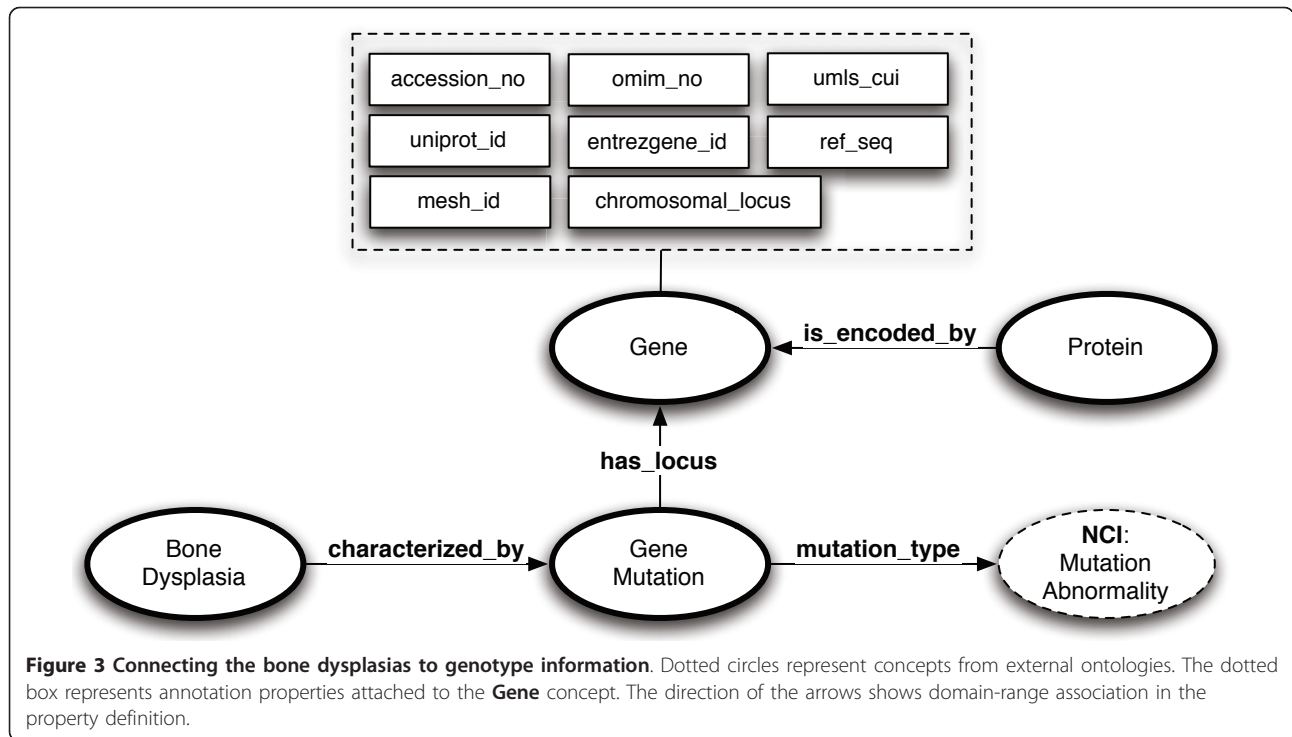 accession_no
omim_no
umls_cui
uniprot_id
entrezgene_id
ref_seq
mesh_id
chromosomal_locus
Gene
is_encoded_by
Protein
has_locus
Bone
Dysplasia
characterized_by
Gene
Mutation
mutation_type
NCI:
Mutation
Abnormality
Figure 3 Connecting the bone dysplasias to genotype information. Dotted circles represent concepts from external ontologies. The dotted
box represents annotation properties attached to the Gene concept. The direction of the arrows shows domain-range association in the
property definition.